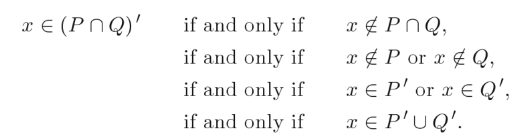 x ∈ (P ∩ Q)′ if and only if x ∉ P ∩ Q,
if and only if x ∉ P or x ∉ Q,
if and only if x ∈ P′ or x ∈ Q′,
if and only if x ∈ P′ ∪ Q′.